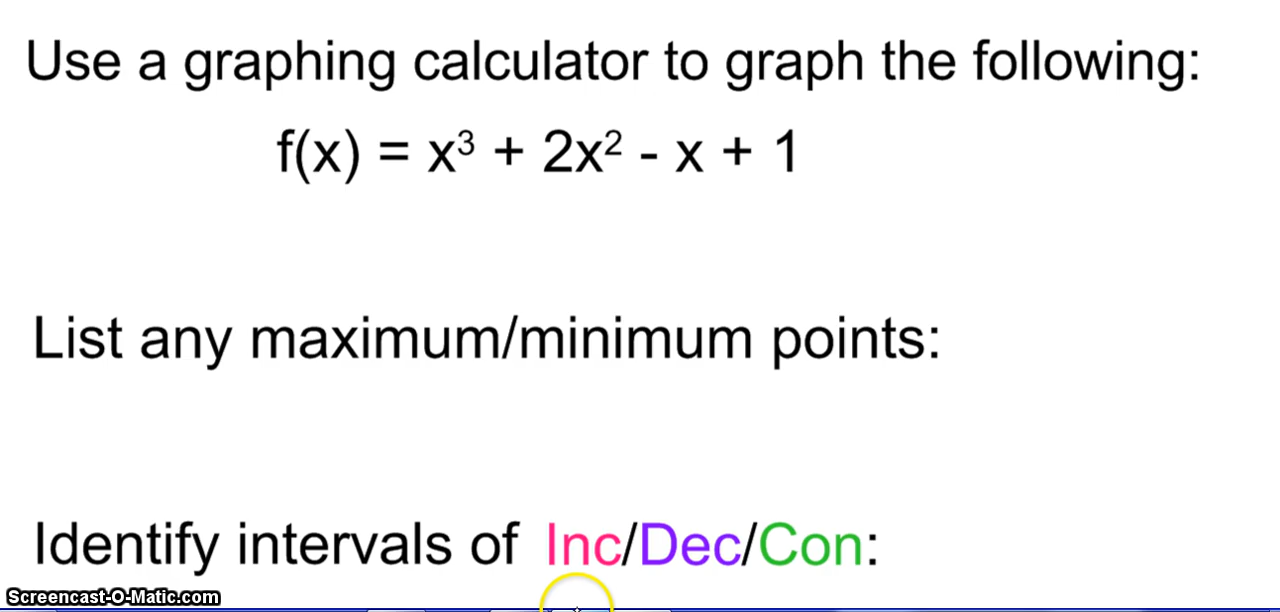 Use a graphing calculator to graph the following:
f(x) = x³ + 2x² - x + 1
List any maximum/minimum points:
Identify intervals of Inc/Dec/Con:
Screencast-O-Matic.com